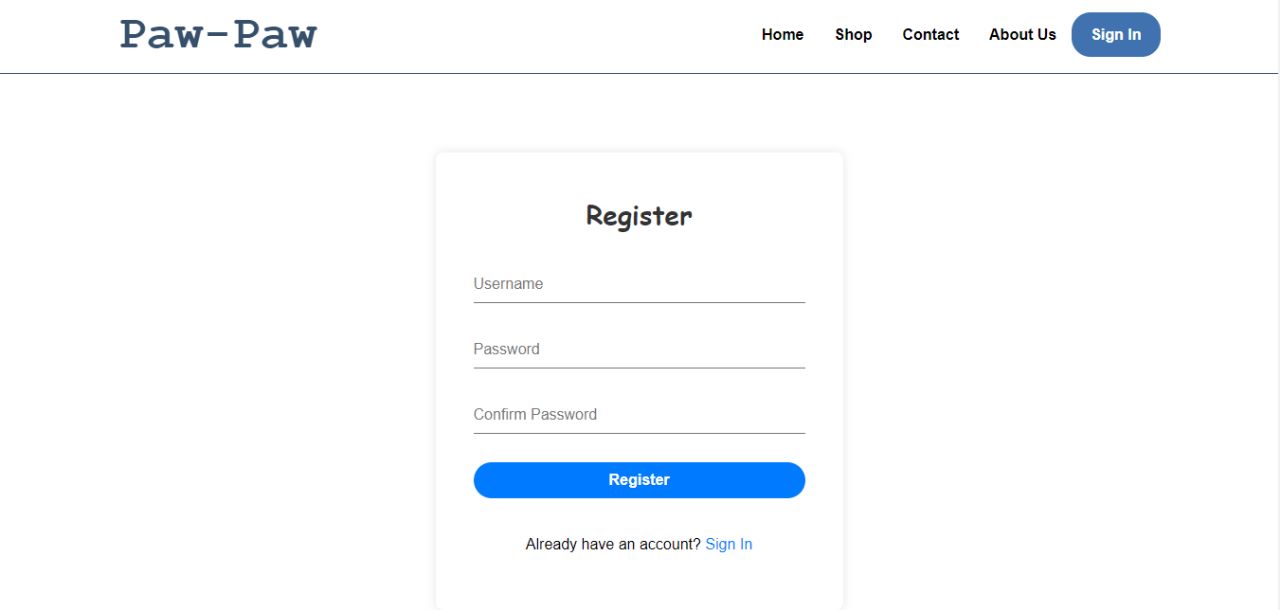 Paw-Paw
Home Shop Contact About Us Sign In
Register
Username
Password
Confirm Password
Register
Already have an account? Sign In